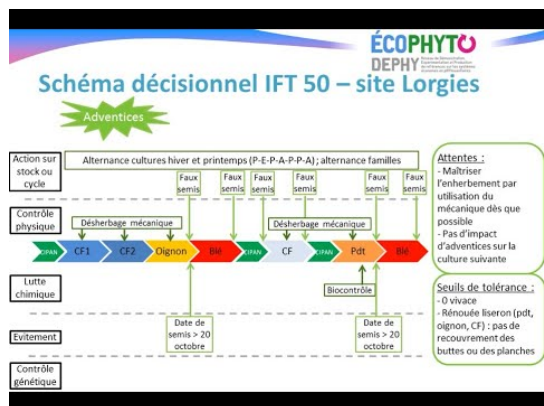 ÉCOPHYTO
DEPHY
Schéma décisionnel IFT 50 – site Lorgies
Adventices
Action sur
stock ou
cycle
Alternance cultures hiver et printemps (P-E-P-A-P-P-A) ; alternance familles
Faux
semis
Faux
semis
Faux
semis
Faux
semis
Faux
semis
Faux
semis
Contrôle
physique
Désherbage mécanique
Désherbage mécanique
CIPAN
CF1
CF2
Oignon
Blé
CIPAN
CF
CIPAN
Pdt
Blé
Lutte
chimique
Biocontrôle
Evitement
Date de
semis > 20
octobre
Date de
semis > 20
octobre
Contrôle
génétique
Attentes :
- Maîtriser
l'enherbement par
utilisation du
mécanique dès que
possible
- Pas d'impact
d'adventices sur la
culture suivante
Seuils de tolérance :
- 0 vivace
- Rénouée liseron (pdt,
oignon, CF) : pas de
recouvrement des
buttes ou des planches